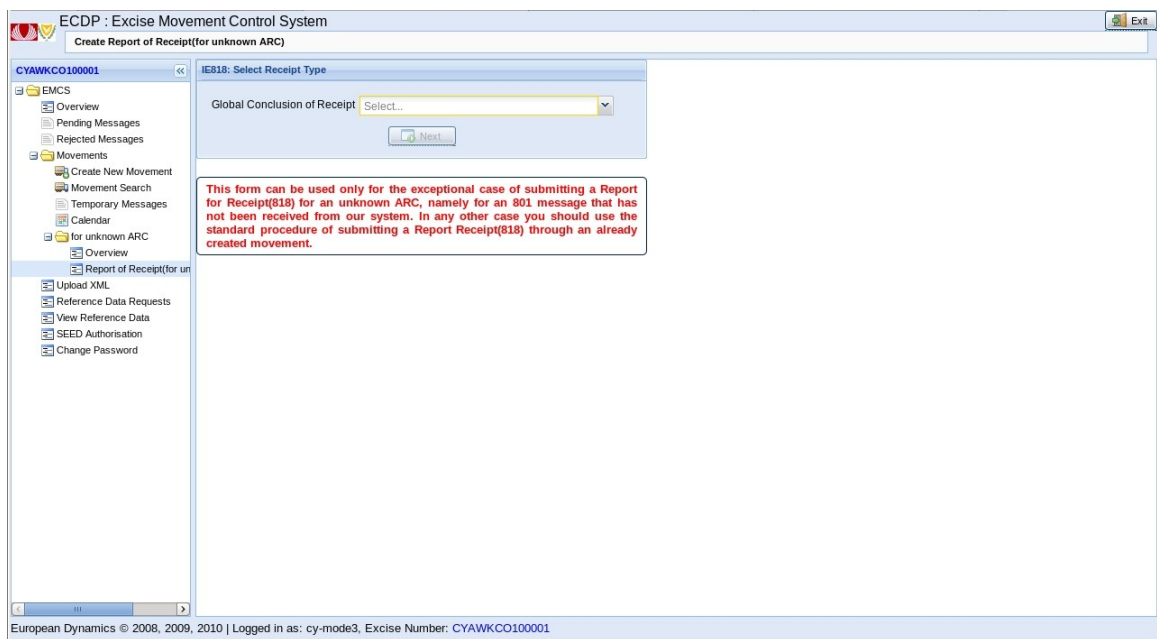 ECDP : Excise Movement Control System
Exit
Create Report of Receipt(for unknown ARC)
CYAWKCO100001
EMCS
Overview
Pending Messages
Rejected Messages
Movements
Create New Movement
Movement Search
Temporary Messages
Calendar
for unknown ARC
Overview
Report of Receipt(for un
Upload XML
Reference Data Requests
View Reference Data
SEED Authorisation
Change Password
IE818: Select Receipt Type
Global Conclusion of Receipt Select...
Next
This form can be used only for the exceptional case of submitting a Report
for Receipt(818) for an unknown ARC, namely for an 801 message that has
not been received from our system. In any other case you should use the
standard procedure of submitting a Report Receipt(818) through an already
created movement.
European Dynamics © 2008, 2009, 2010 | Logged in as: cy-mode3, Excise Number: CYAWKCO100001